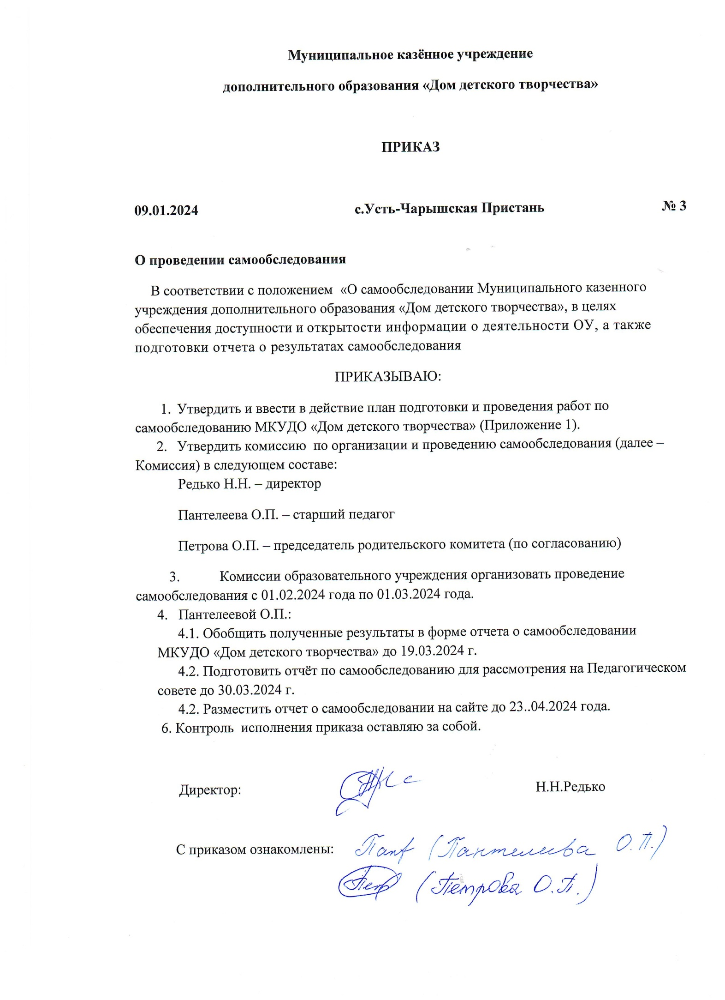 Муниципальное казённое учреждение
дополнительного образования «Дом детского творчества»
ПРИКАЗ
09.01.2024 с.Усть-Чарышская Пристань № 3
О проведении самообследования
В соответствии с положением «О самообследовании Муниципального казенного
учреждения дополнительного образования «Дом детского творчества», в целях
обеспечения доступности и открытости информации о деятельности ОУ, а также
подготовки отчета о результатах самообследования
ПРИКАЗЫВАЮ:
1. Утвердить и ввести в действие план подготовки и проведения работ по
самообследованию МКУДО «Дом детского творчества» (Приложение 1).
2. Утвердить комиссию по организации и проведению самообследования (далее –
Комиссия) в следующем составе:
Редько Н.Н. – директор
Пантелеева О.П. – старший педагог
Петрова О.П. – председатель родительского комитета (по согласованию)
3. Комиссии образовательного учреждения организовать проведение
самообследования с 01.02.2024 года по 01.03.2024 года.
4. Пантелеевой О.П.:
4.1. Обобщить полученные результаты в форме отчета о самообследовании
МКУДО «Дом детского творчества» до 19.03.2024 г.
4.2. Подготовить отчёт по самообследованию для рассмотрения на Педагогическом
совете до 30.03.2024 г.
4.2. Разместить отчет о самообследовании на сайте до 23..04.2024 года.
6. Контроль исполнения приказа оставляю за собой.
Директор: Н.Н.Редько
С приказом ознакомлены: (Пантелеева О.П.)
(Петрова О.П.)